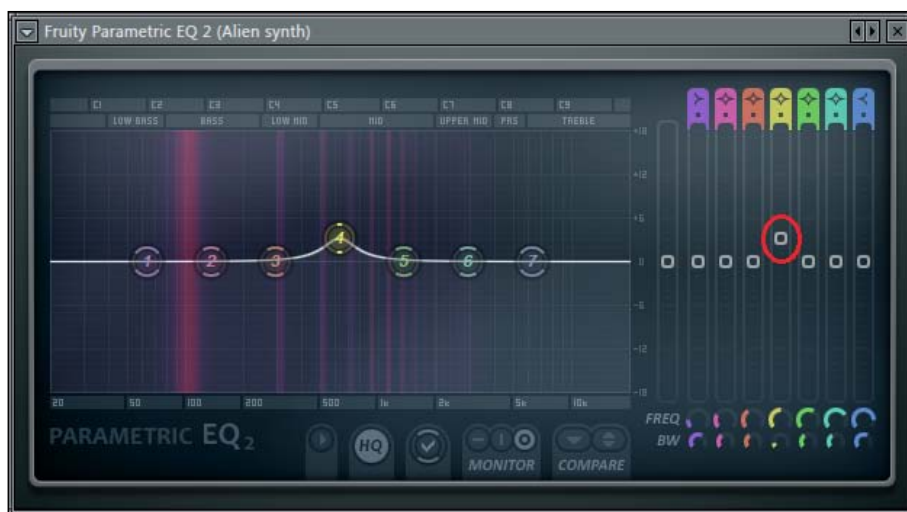 Fruity Parametric EQ 2 (Alien synth)
C1 C2 C3 C4 C5 C6 C7 C8 C9
LOW BASS BASS LOW MID MID UPPER MID PRS TREBLE
+18
+12
+6
1 2 3 4 5 6 7 0
-6
-12
-18
20 50 100 200 500 1k 2k 5k 10k
FREQ
PARAMETRIC EQ2 HQ BW
MONITOR COMPARE